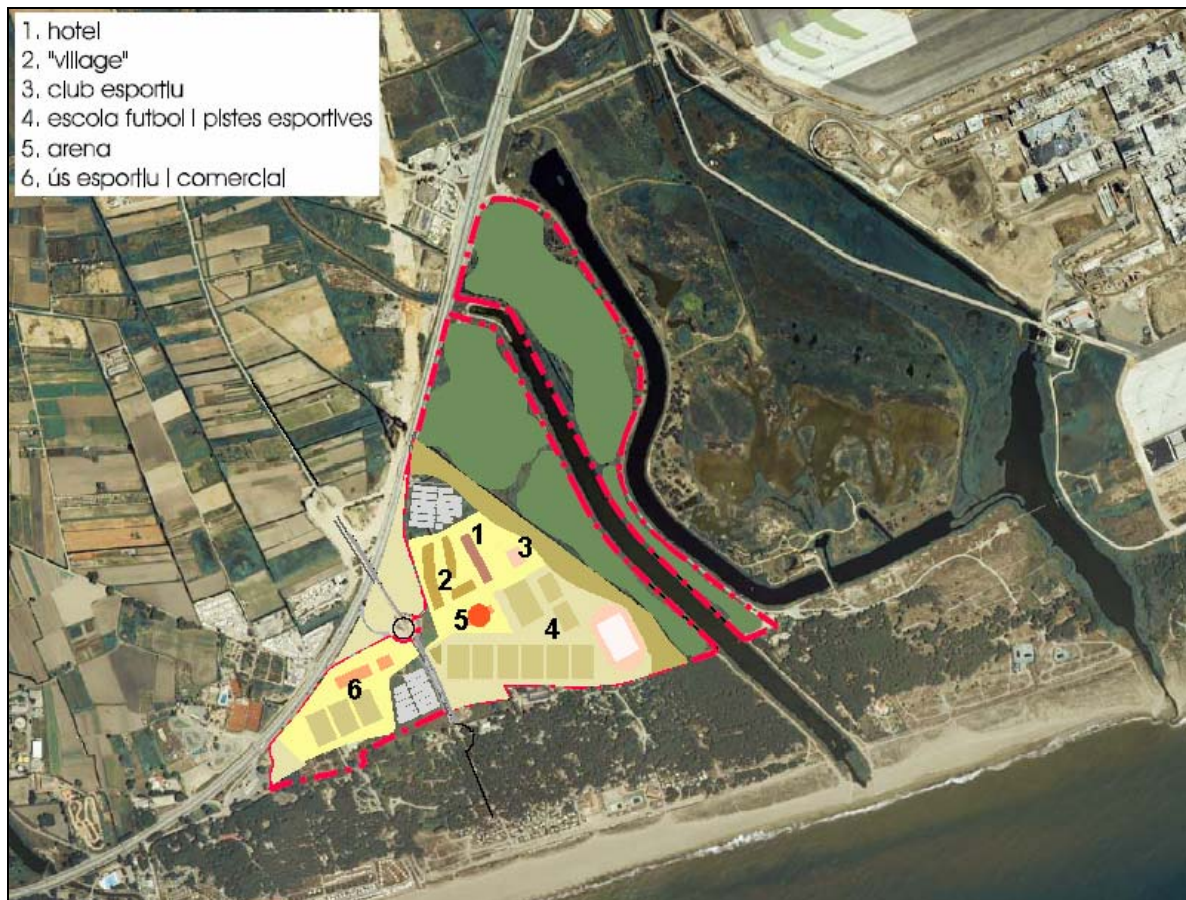 1. hotel
2. "village"
3. club esportiu
4. escola futbol i pistes esportives
5. arena
6. ús esportiu i comercial
1
3
2
5
4
6